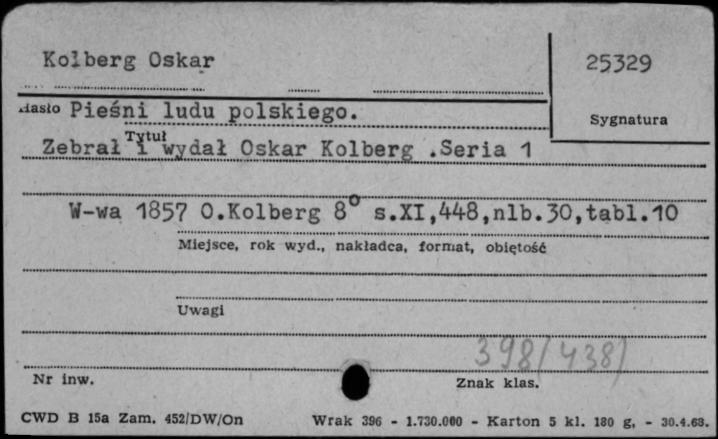 Kolberg Oskar
25329
Hasło Pieśni ludu polskiego.
Sygnatura
Tytuł
Zebrał i wydał Oskar Kolberg .Seria 1
W-wa 1857 O.Kolberg 8° s.XI,448,nlb.30,tabl.10
Miejsce, rok wyd., nakładca, format, objętość
Uwagi
398(438)
Nr inw.
Znak klas.
CWD B 15a Zam. 452/DW/On Wrak 396 - 1.730.000 - Karton 5 kl. 180 g, - 30.4.63.